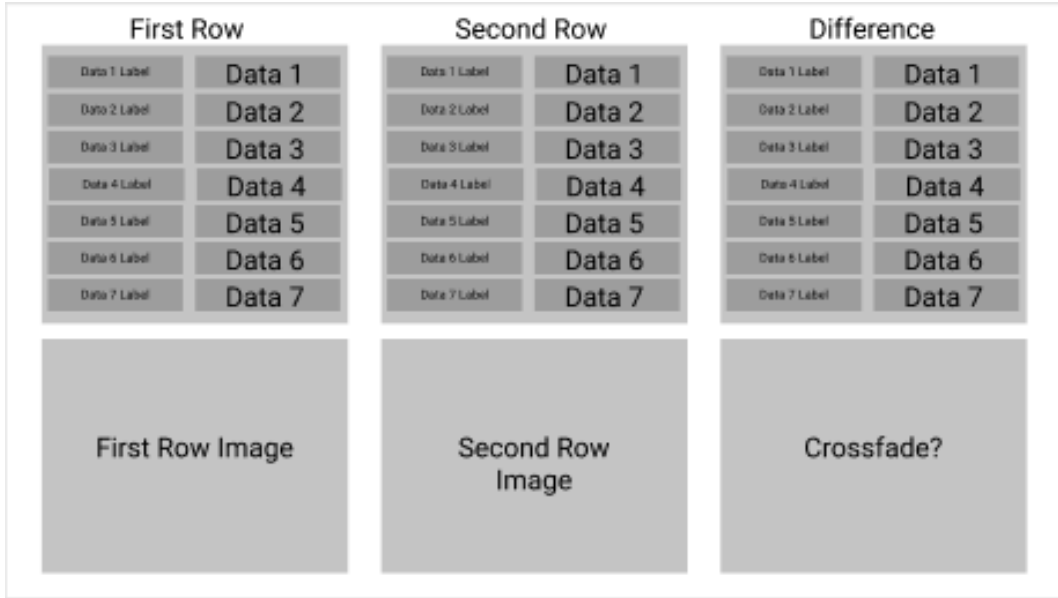 First Row
Second Row
Difference
Data 1 Label
Data 1
Data 2 Label
Data 2
Data 3 Label
Data 3
Data 4 Label
Data 4
Data 5 Label
Data 5
Data 6 Label
Data 6
Data 7 Label
Data 7
Data 1 Label
Data 1
Data 2 Label
Data 2
Data 3 Label
Data 3
Data 4 Label
Data 4
Data 5 Label
Data 5
Data 6 Label
Data 6
Data 7 Label
Data 7
Data 1 Label
Data 1
Data 2 Label
Data 2
Data 3 Label
Data 3
Data 4 Label
Data 4
Data 5 Label
Data 5
Data 6 Label
Data 6
Data 7 Label
Data 7
First Row Image
Second Row
Image
Crossfade?